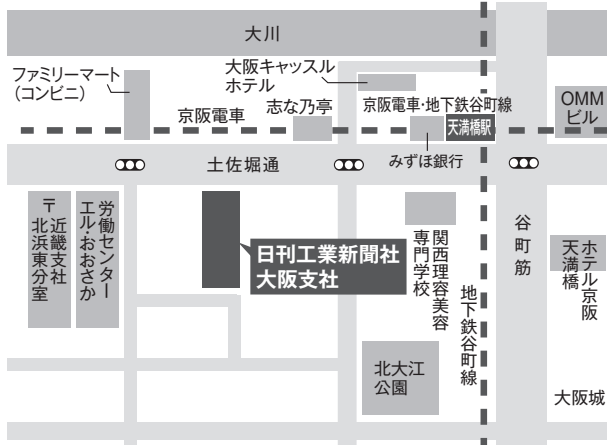 大川
ファミリーマート
(コンビニ)
大阪キャッスル
ホテル
京阪電車
志な乃亭
京阪電車・地下鉄谷町線
天満橋駅
OMM
ビル
土佐堀通
みずほ銀行
〒
近畿支社
北浜東分室
労働センター
エル・おおさか
日刊工業新聞社
大阪支社
関西理容美容
専門学校
地下鉄谷町線
谷町筋
ホテル京阪
天満橋
北大江
公園
大阪城